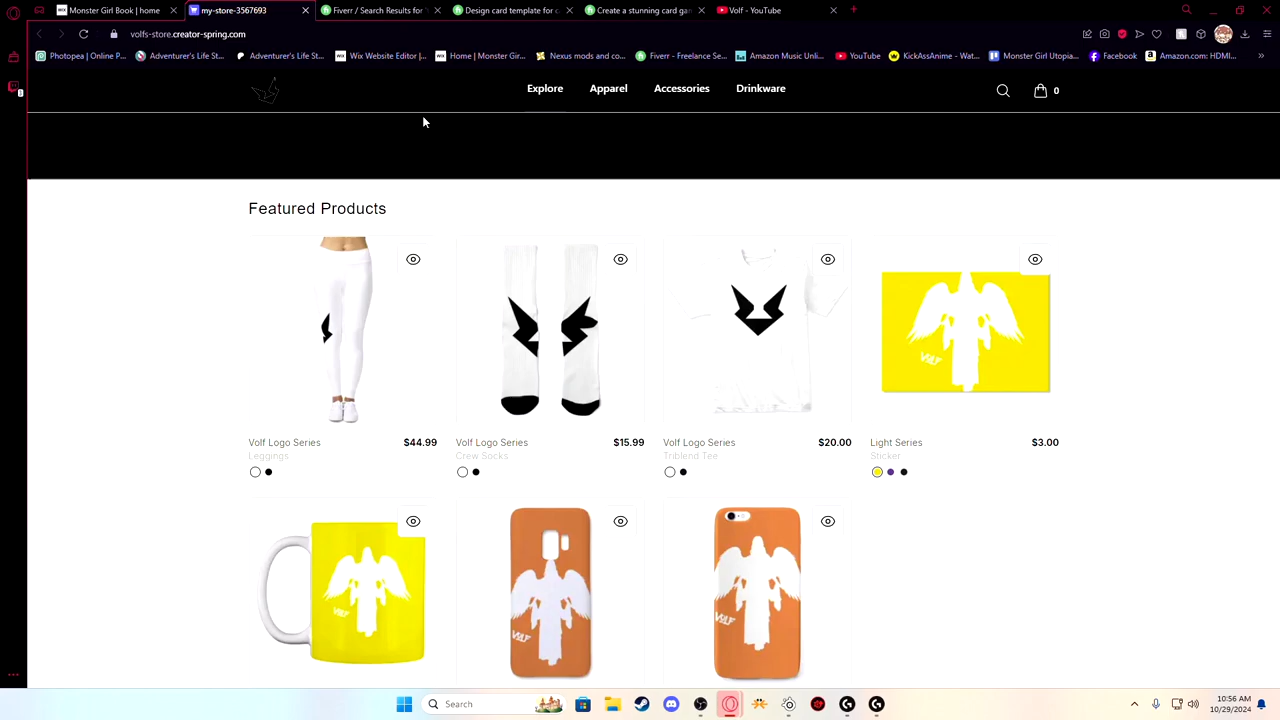 Monster Girl Book | home
my-store-3567693
Fiverr / Search Results for '
Design card template for c
Create a stunning card gan
Volf - YouTube
volfs-store.creator-spring.com
Photopea | Online P...
Adventurer's Life St...
Adventurer's Life St...
Wix Website Editor |...
Home | Monster Gir...
Nexus mods and co...
Fiverr - Freelance Se...
Amazon Music Unli...
YouTube
KickAssAnime - Wat...
Monster Girl Utopia...
Facebook
Amazon.com: HDMI...
Explore Apparel Accessories Drinkware
0
Featured Products
VOLF
Volf Logo Series $44.99
Leggings
Volf Logo Series $15.99
Crew Socks
Volf Logo Series $20.00
Triblend Tee
Light Series $3.00
Sticker
VOLF
VOLF
VOLF
Search
10:56 AM
10/29/2024